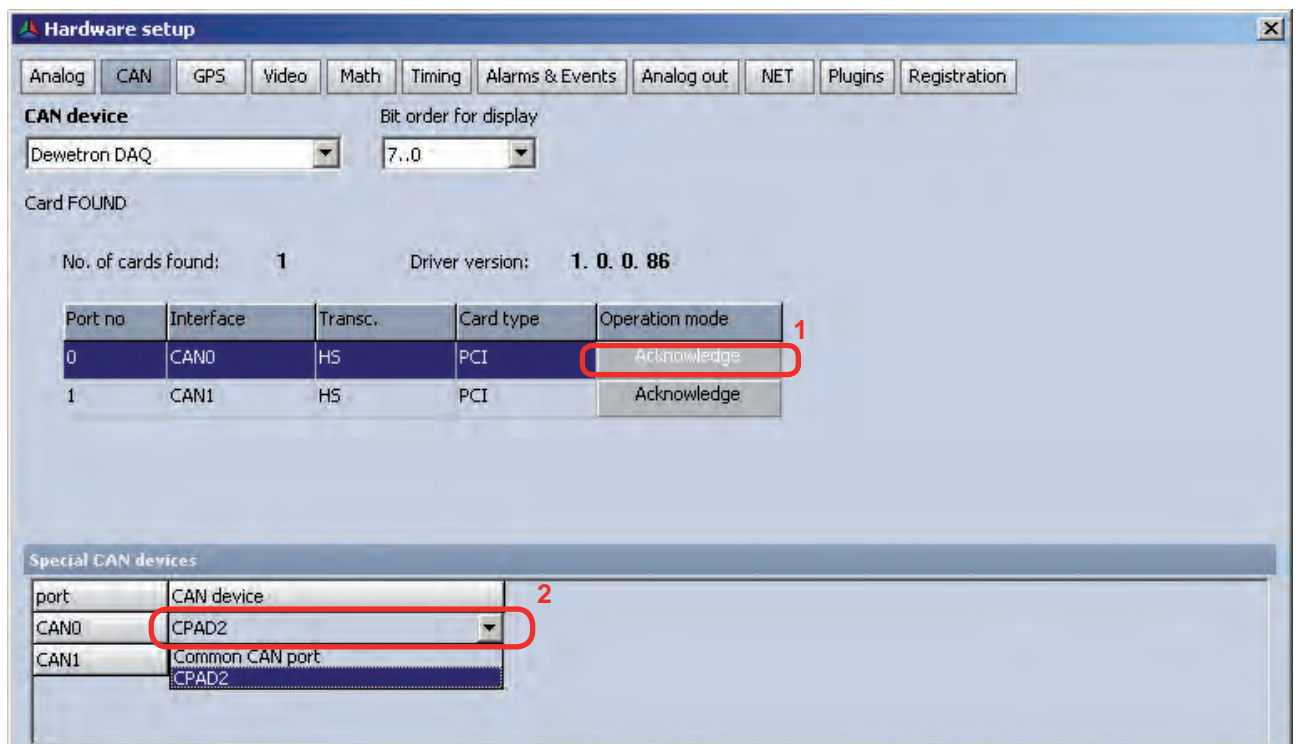 Hardware setup
Analog CAN GPS Video Math Timing Alarms & Events Analog out NET Plugins Registration
CAN device Bit order for display
Dewetron DAQ 7..0
Card FOUND
No. of cards found: 1 Driver version: 1. 0. 0. 86
Port no Interface Transc. Card type Operation mode 1
0 CAN0 HS PCI Acknowledge
1 CAN1 HS PCI Acknowledge
Special CAN devices
port CAN device 2
CAN0 CPAD2
CAN1 Common CAN port
CPAD2